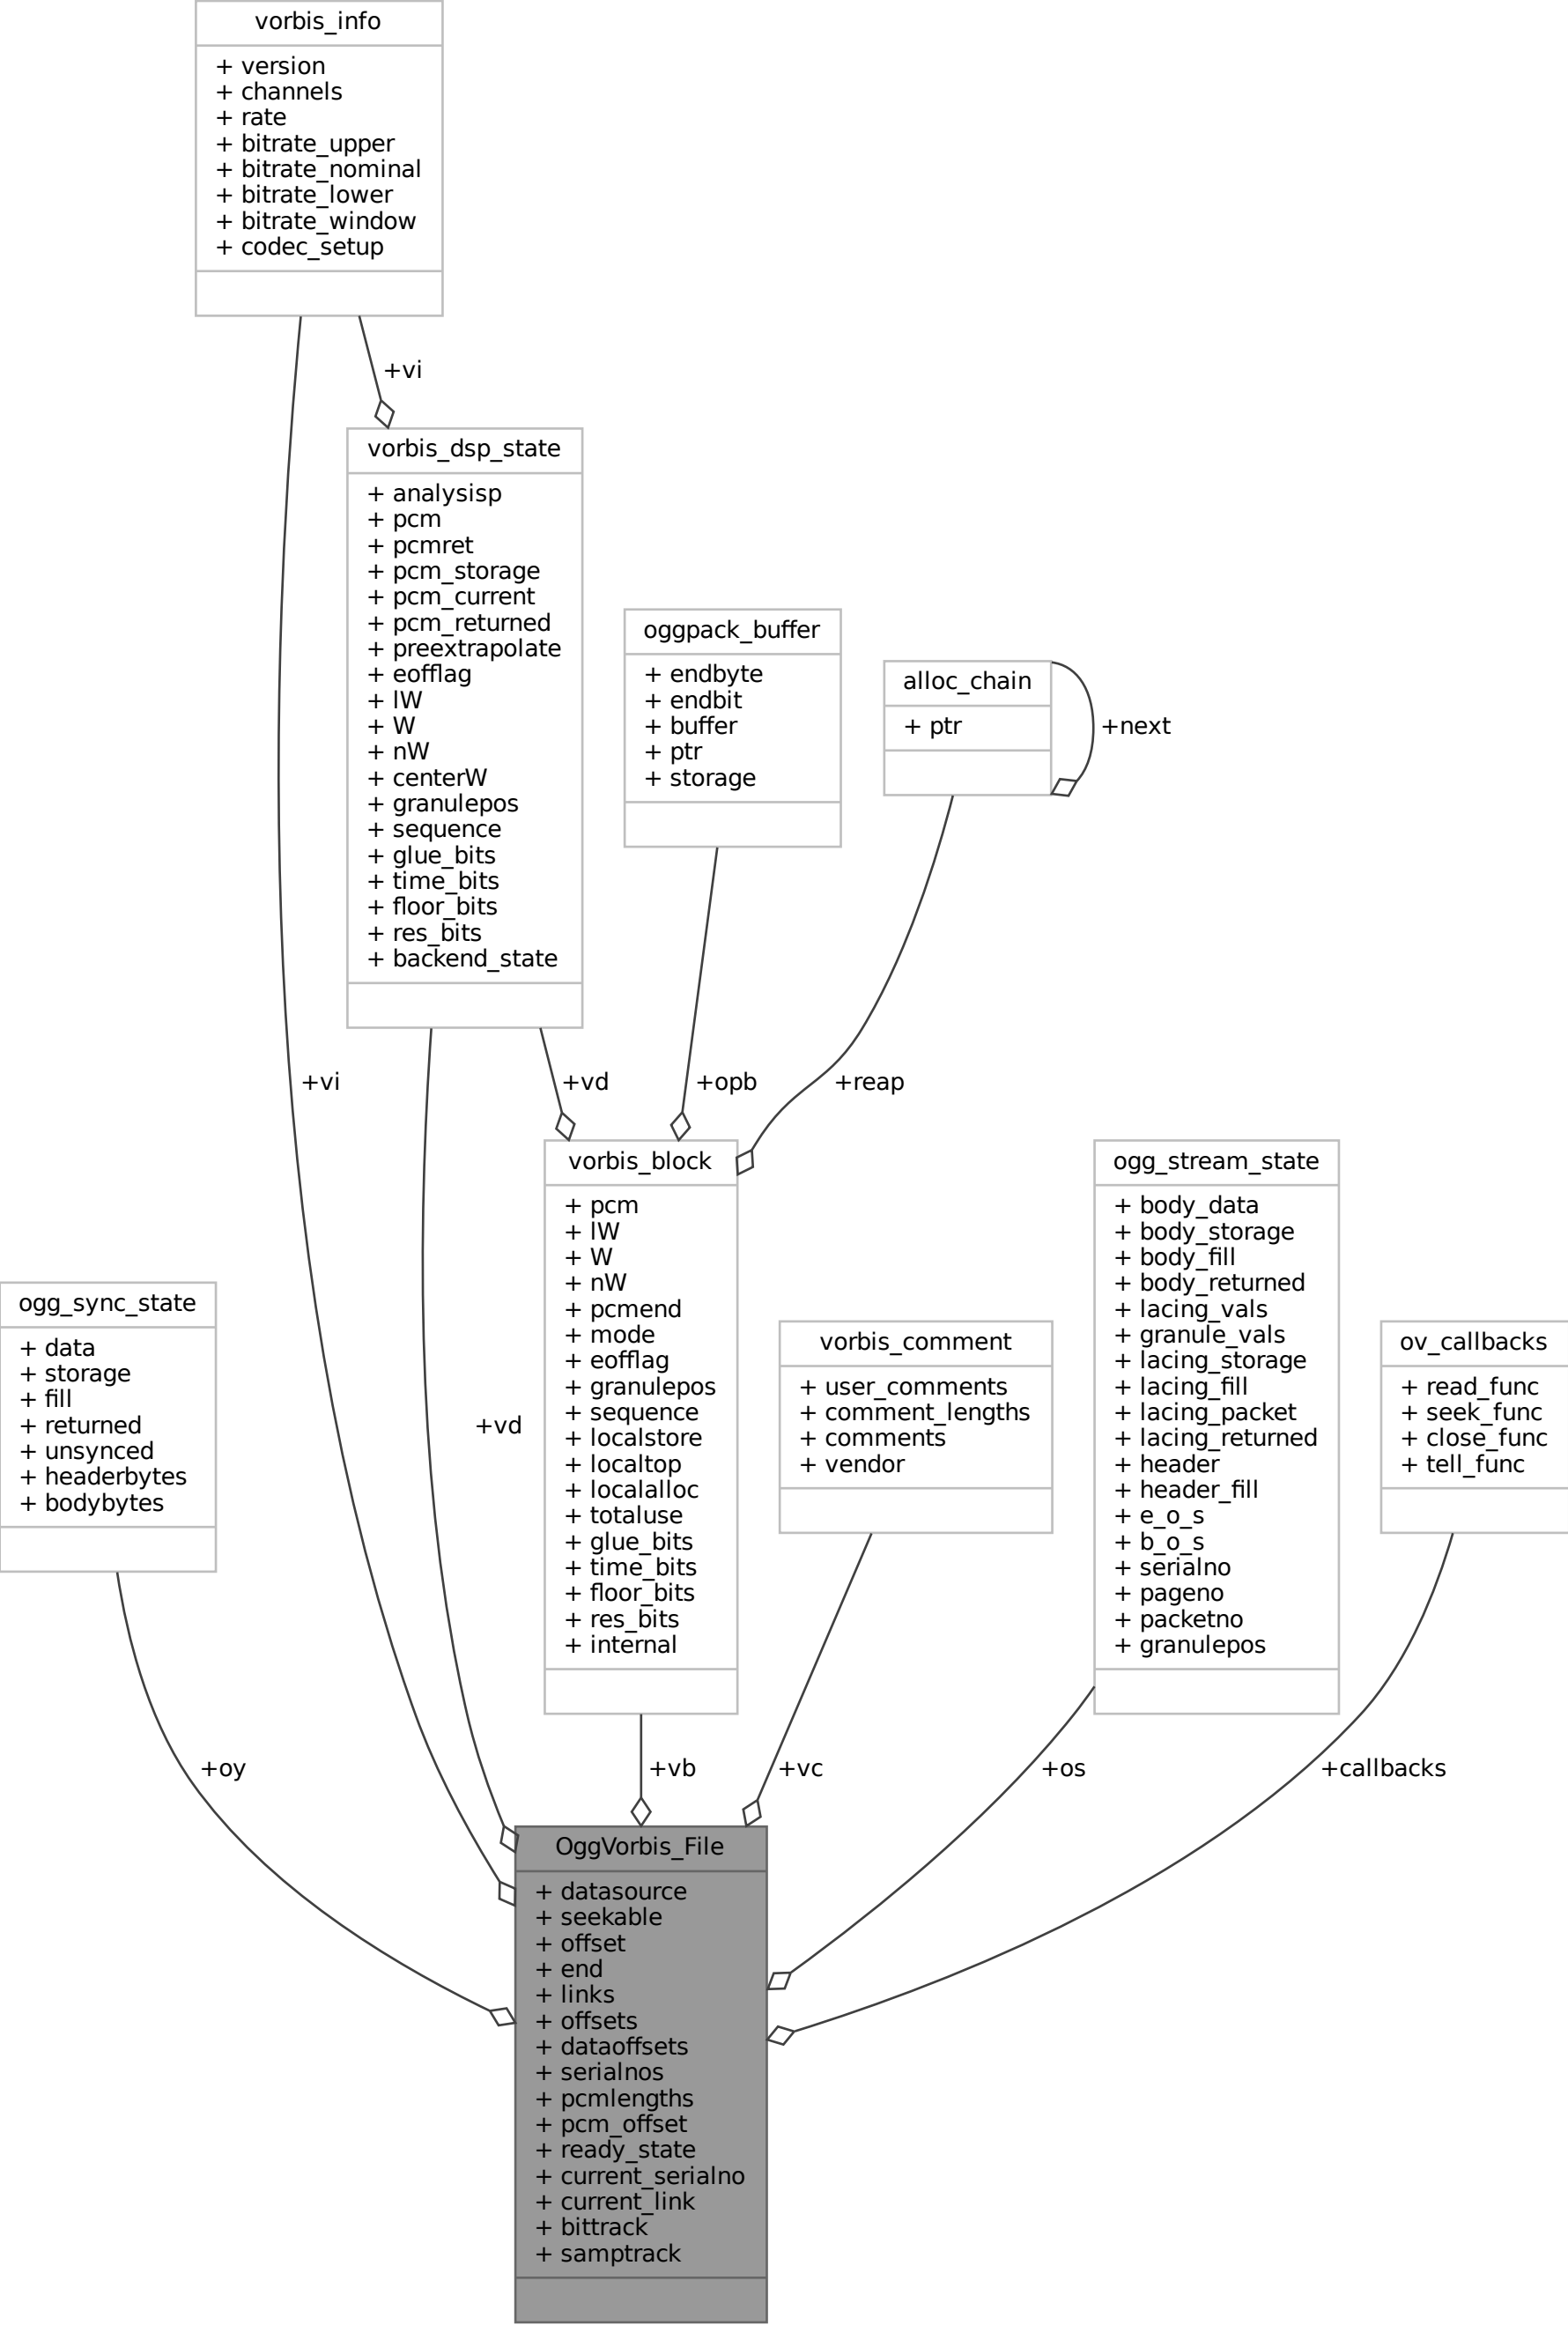 vorbis_info
+ version
+ channels
+ rate
+ bitrate_upper
+ bitrate_nominal
+ bitrate_lower
+ bitrate_window
+ codec_setup
+vi
vorbis_dsp_state
+ analysisp
+ pcm
+ pcmret
+ pcm_storage
+ pcm_current
+ pcm_returned
+ preextrapolate
+ eofflag
+ lW
+ W
+ nW
+ centerW
+ granulepos
+ sequence
+ glue_bits
+ time_bits
+ floor_bits
+ res_bits
+ backend_state
oggpack_buffer
+ endbyte
+ endbit
+ buffer
+ ptr
+ storage
alloc_chain
+ ptr
+next
+vi
+vd
+opb
+reap
vorbis_block
+ pcm
+ lW
+ W
+ nW
+ pcmend
+ mode
+ eofflag
+ granulepos
+ sequence
+ localstore
+ localtop
+ localalloc
+ totaluse
+ glue_bits
+ time_bits
+ floor_bits
+ res_bits
+ internal
ogg_stream_state
+ body_data
+ body_storage
+ body_fill
+ body_returned
+ lacing_vals
+ granule_vals
+ lacing_storage
+ lacing_fill
+ lacing_packet
+ lacing_returned
+ header
+ header_fill
+ e_o_s
+ b_o_s
+ serialno
+ pageno
+ packetno
+ granulepos
ogg_sync_state
+ data
+ storage
+ fill
+ returned
+ unsynced
+ headerbytes
+ bodybytes
+vd
vorbis_comment
+ user_comments
+ comment_lengths
+ comments
+ vendor
ov_callbacks
+ read_func
+ seek_func
+ close_func
+ tell_func
+oy
+vb
+vc
+os
+callbacks
OggVorbis_File
+ datasource
+ seekable
+ offset
+ end
+ links
+ offsets
+ dataoffsets
+ serialnos
+ pcmlengths
+ pcm_offset
+ ready_state
+ current_serialno
+ current_link
+ bittrack
+ samptrack